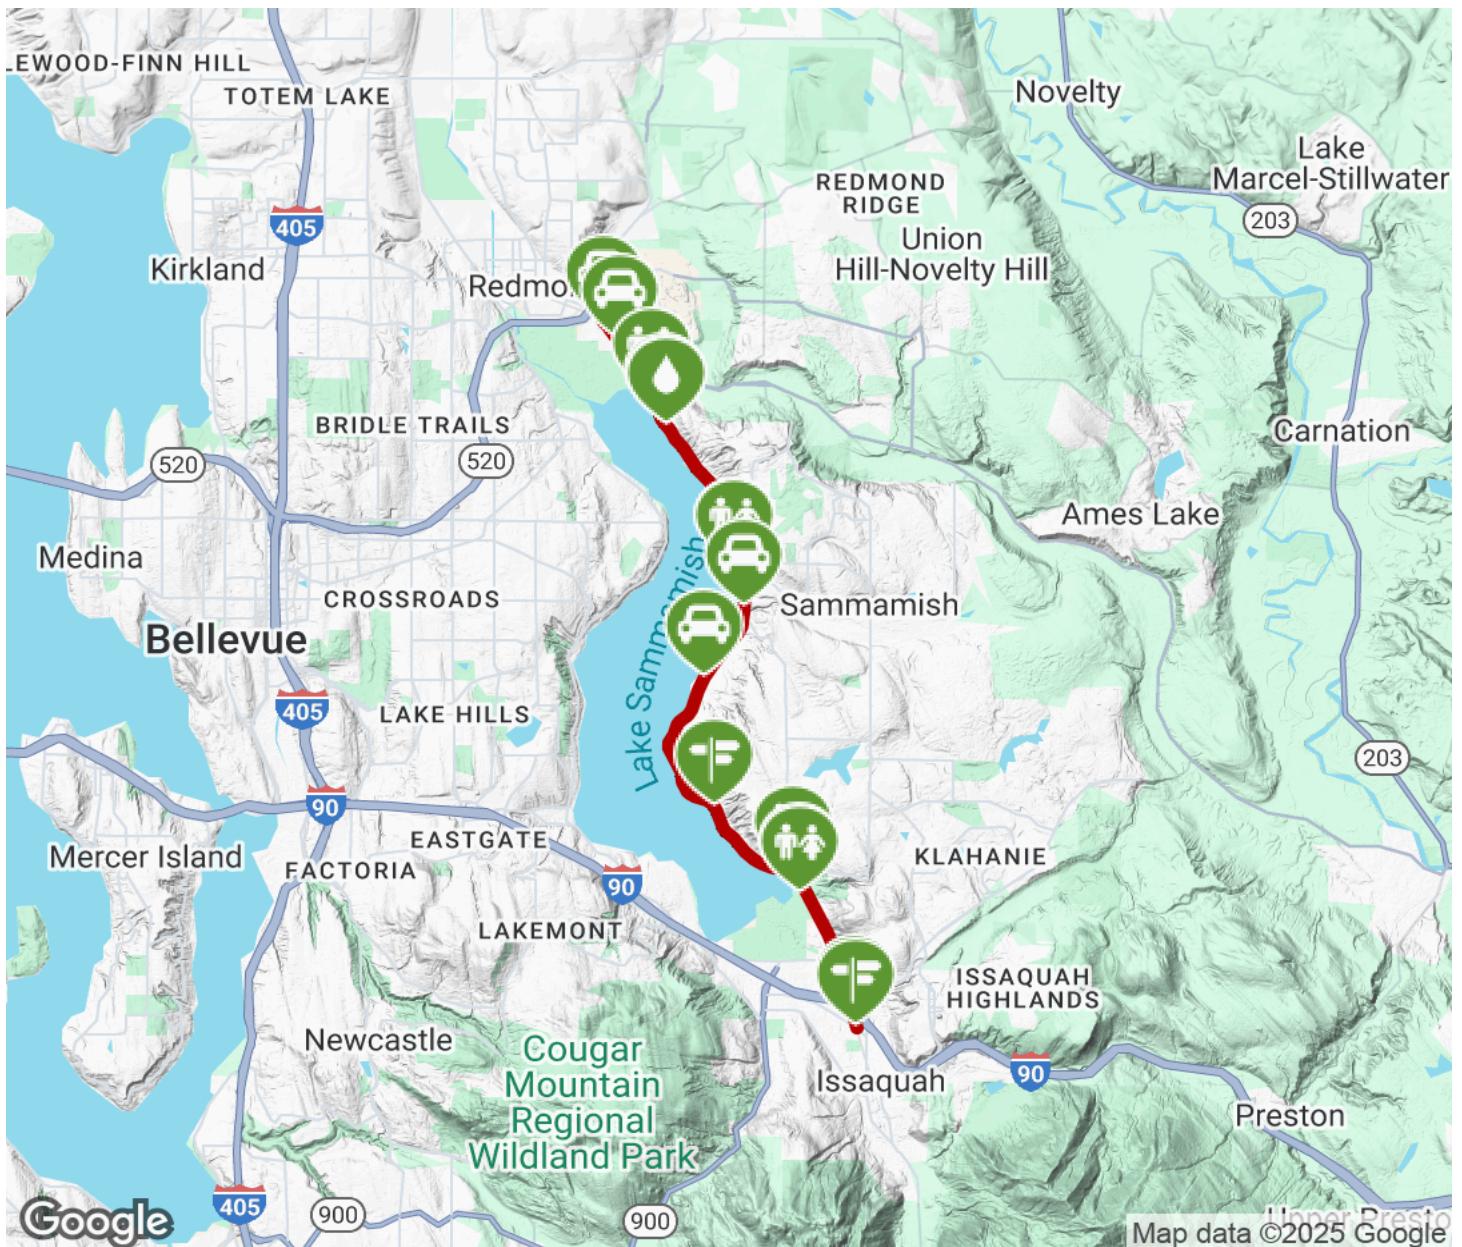 LEWOOD-FINN HILL
TOTEM LAKE
Novelty
Lake
Marcel-Stillwater
203
REDMOND
RIDGE
405
Kirkland
Union
Hill-Novelty Hill
Redmo
BRIDLE TRAILS
Carnation
520
520
Ames Lake
Medina
CROSSROADS
Sammamish
Bellevue
Lake Sammamish
405
LAKE HILLS
203
90
EASTGATE
Mercer Island
FACTORIA
KLAHANIE
90
LAKEMONT
ISSAQUAH
HIGHLANDS
Newcastle
Cougar
Mountain
Regional
Wildland Park
Issaquah
90
Preston
405
900
900
Upper Presto
Google
Map data ©2025 Google